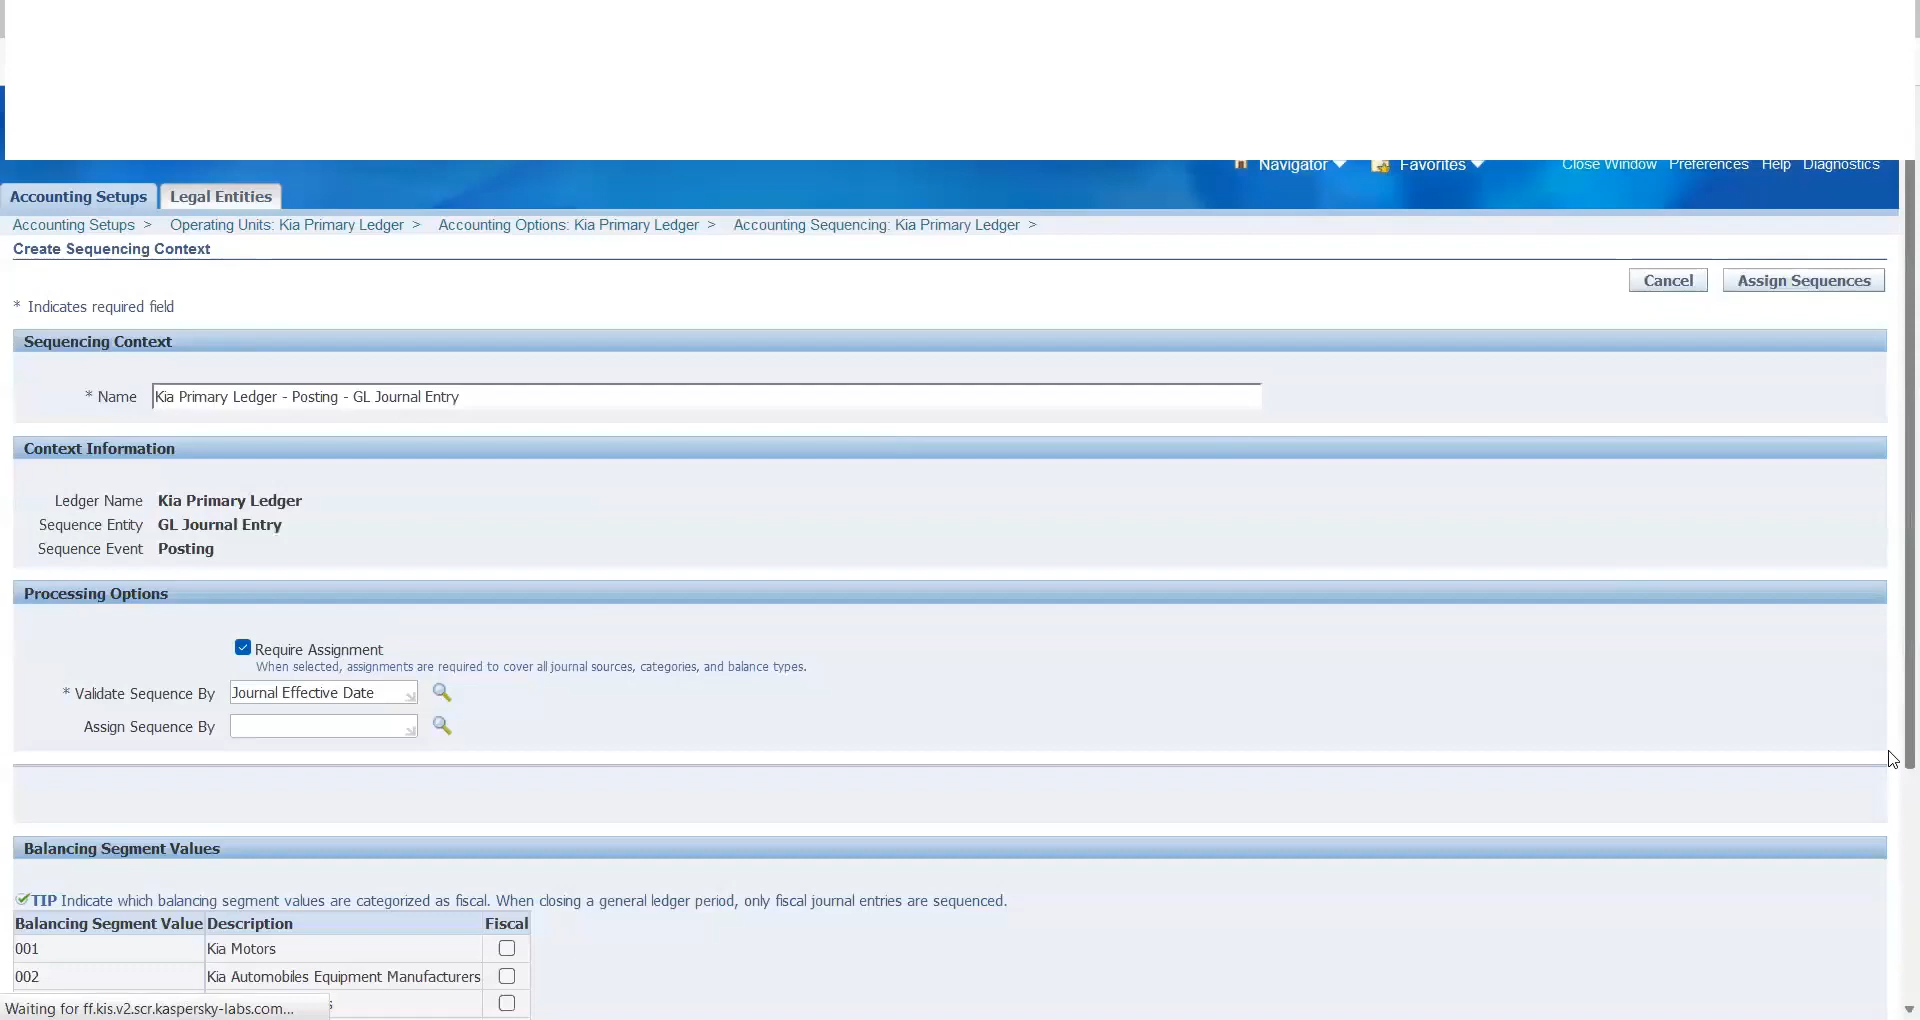 Navigator Favorites Close Window Preferences Help Diagnostics
Accounting Setups Legal Entities
Accounting Setups > Operating Units: Kia Primary Ledger > Accounting Options: Kia Primary Ledger > Accounting Sequencing: Kia Primary Ledger >
Create Sequencing Context
Cancel Assign Sequences
* Indicates required field
Sequencing Context
* Name Kia Primary Ledger - Posting - GL Journal Entry
Context Information
Ledger Name Kia Primary Ledger
Sequence Entity GL Journal Entry
Sequence Event Posting
Processing Options
Require Assignment
When selected, assignments are required to cover all journal sources, categories, and balance types.
* Validate Sequence By Journal Effective Date
Assign Sequence By
Balancing Segment Values
TIP Indicate which balancing segment values are categorized as fiscal. When closing a general ledger period, only fiscal journal entries are sequenced.
Balancing Segment Value Description Fiscal
001 Kia Motors
002 Kia Automobiles Equipment Manufacturers
Waiting for ff.kis.v2.scr.kaspersky-labs.com...